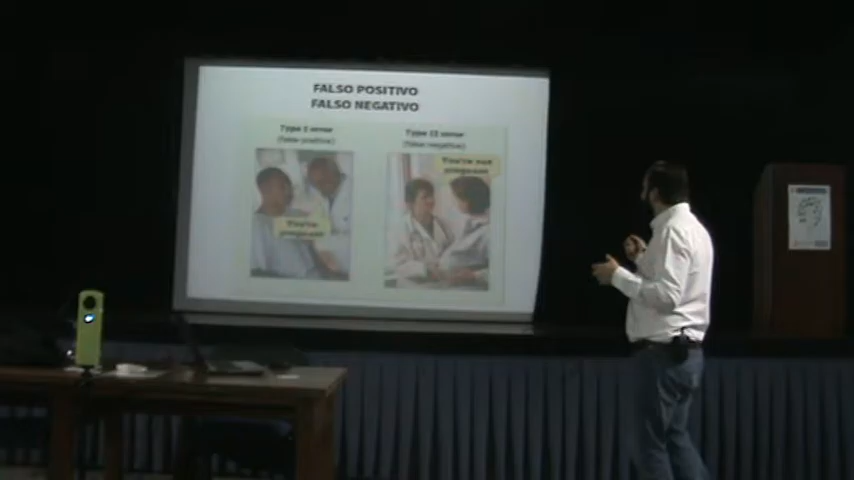 FALSO POSITIVO
FALSO NEGATIVO
Type I error
(false positive)
Type II error
(false negative)
You're not
pregnant
You're
pregnant